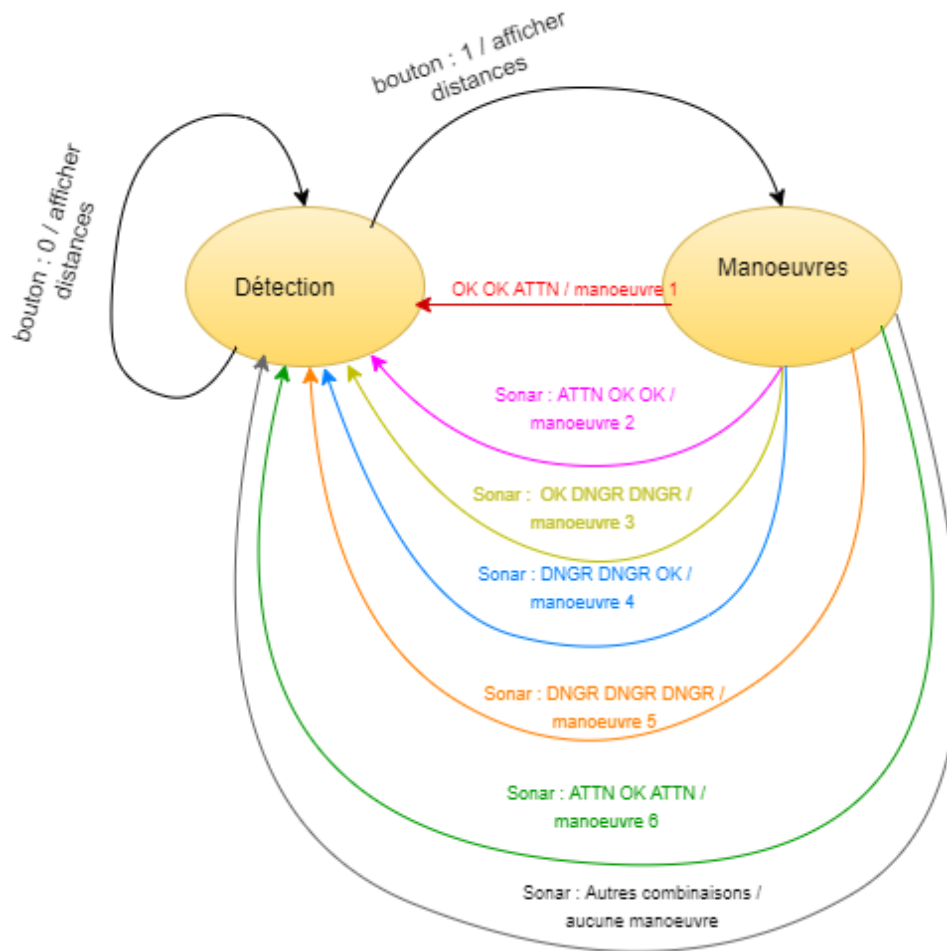 bouton : 1 / afficher
distances
bouton : 0 / afficher
distances
Détection
Manoeuvres
OK OK ATTN / manoeuvre 1
Sonar : ATTN OK OK /
manoeuvre 2
Sonar : OK DNGR DNGR /
manoeuvre 3
Sonar : DNGR DNGR OK /
manoeuvre 4
Sonar : DNGR DNGR DNGR /
manoeuvre 5
Sonar : ATTN OK ATTN /
manoeuvre 6
Sonar : Autres combinaisons /
aucune manoeuvre